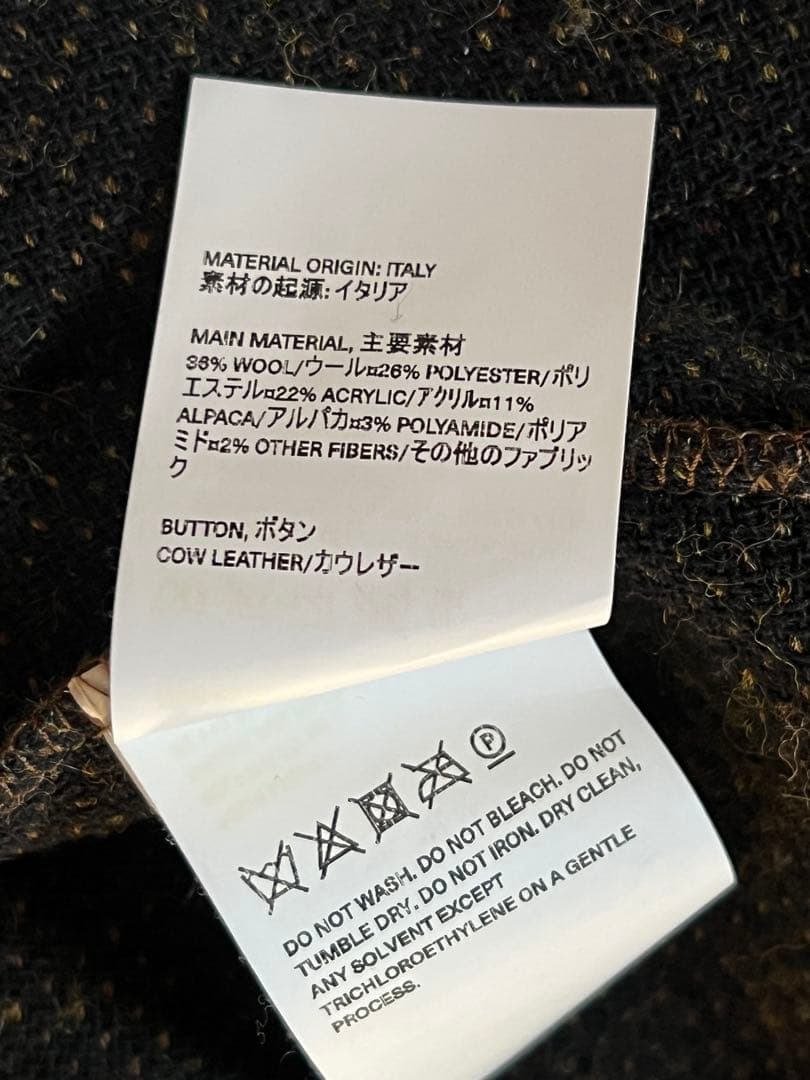 MATERIAL ORIGIN: ITALY
素材の起源:イタリア
MAIN MATERIAL, 主要素材
36% WOOL/ウール¤26% POLYESTER/ポリ
エステル¤22% ACRYLIC/アクリル¤11%
ALPACA/アルパカ¤3% POLYAMIDE/ポリア
ミド¤2% OTHER FIBERS/その他のファブリッ
ク
BUTTON, ボタン
COW LEATHER/カウレザー
P
DO NOT WASH. DO NOT BLEACH. DO NOT
TUMBLE DRY. DO NOT IRON. DRY CLEAN,
ANY SOLVENT EXCEPT
TRICHLOROETHYLENE ON A GENTLE
PROCESS.